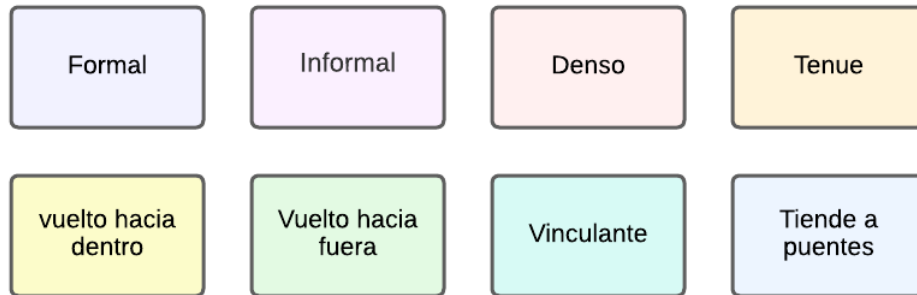 Formal
Informal
Denso
Tenue
vuelto hacia
dentro
Vuelto hacia
fuera
Vinculante
Tiende a
puentes